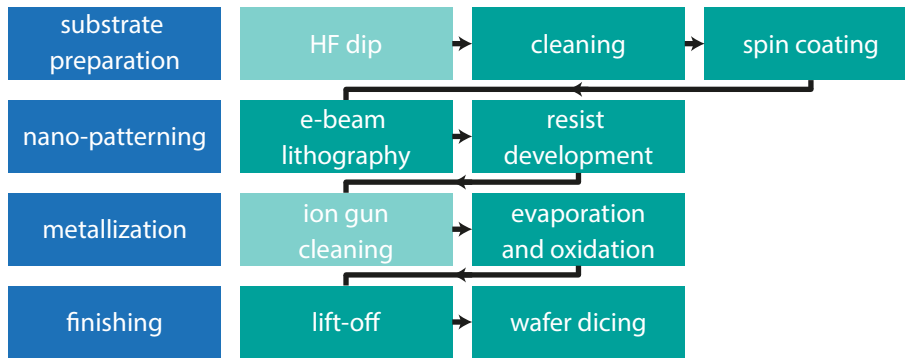 substrate
preparation
HF dip
cleaning
spin coating
nano-patterning
e-beam
lithography
resist
development
metallization
ion gun
cleaning
evaporation
and oxidation
finishing
lift-off
wafer dicing